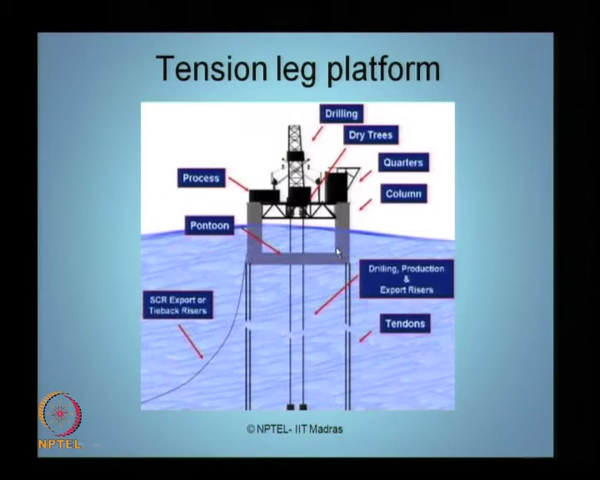 Tension leg platform
Drilling
Dry Trees
Quarters
Process
Column
Pontoon
Drilling, Production
&
Export Risers
SCR Export or
Tieback Risers
Tendons
NPTEL
© NPTEL- IIT Madras